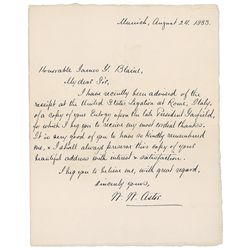 Munich, August 24. 1883.
Honorable James G. Blaine,
My dear Sir,
I have recently been advised of the
receipt at the United States Legation at Rome, Italy,
of a copy of your Eulogy upon the late President Garfield,
for which I beg you to receive my most cordial thanks.
It is very good of you to have so kindly remembered
me, & I shall always preserve this copy of your
beautiful address with interest & satisfaction.
I beg you to believe me, with great regard,
Sincerely yours,
W. W. Astor